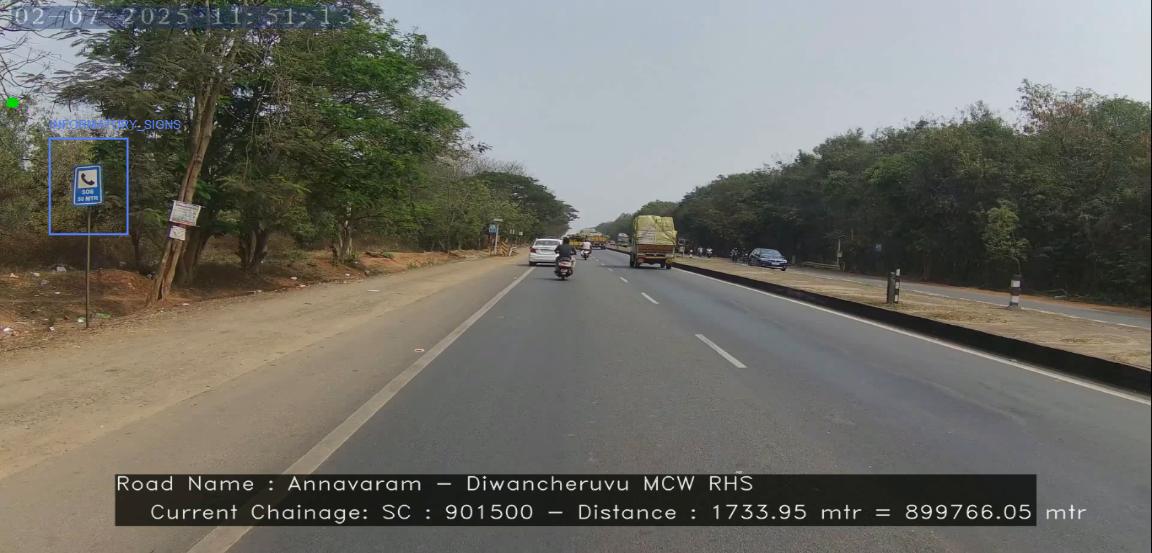 02-07-2025 11:51:13
INFORMATORY_SIGNS
SOS
50 MTR
Road Name : Annavaram - Diwancheruvu MCW RHS
Current Chainage: SC : 901500 - Distance : 1733.95 mtr = 899766.05 mtr